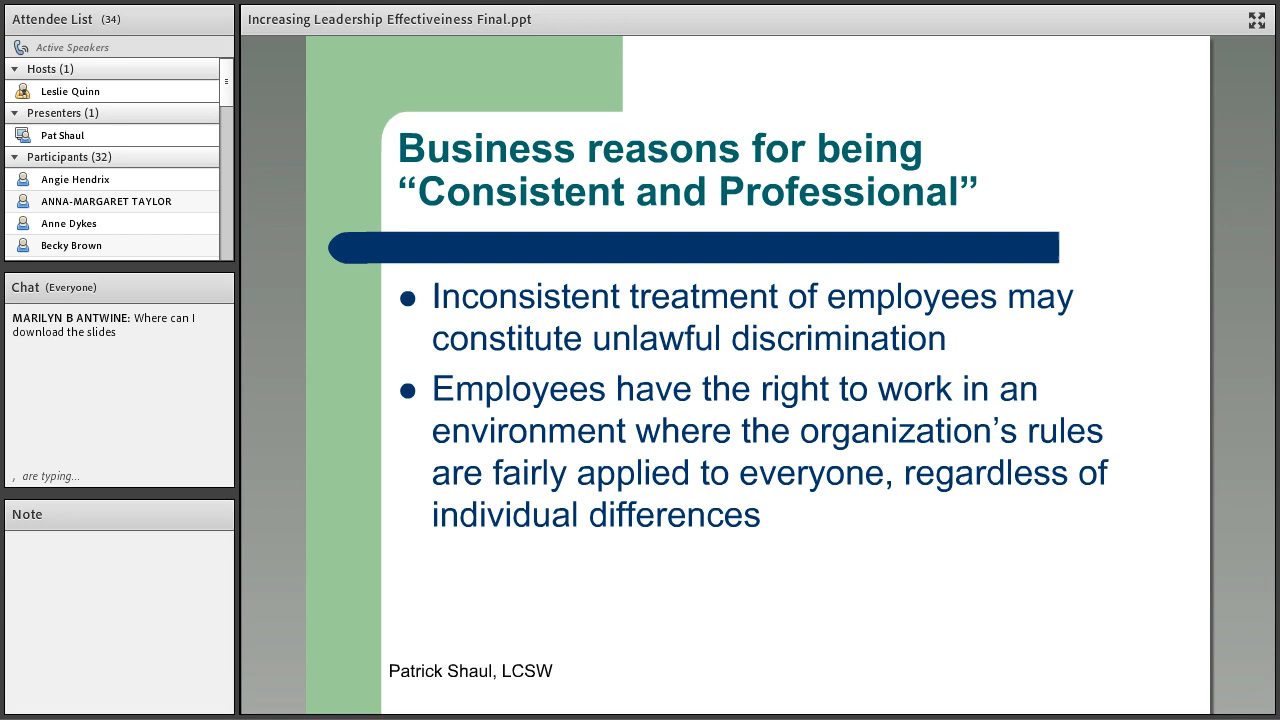 Attendee List (34)
Active Speakers
Hosts (1)
Leslie Quinn
Presenters (1)
Pat Shaul
Participants (32)
Angie Hendrix
ANNA-MARGARET TAYLOR
Anne Dykes
Becky Brown
Chat (Everyone)
MARILYN B ANTWINE: Where can I
download the slides
, are typing...
Note
Increasing Leadership Effectiveiness Final.ppt
Business reasons for being
“Consistent and Professional”
● Inconsistent treatment of employees may
constitute unlawful discrimination
● Employees have the right to work in an
environment where the organization’s rules
are fairly applied to everyone, regardless of
individual differences
Patrick Shaul, LCSW